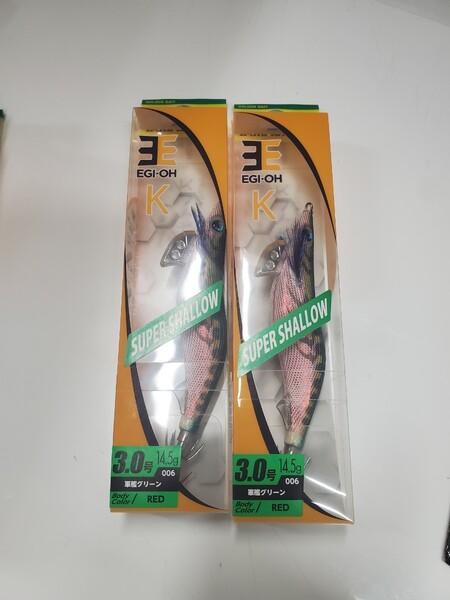 EGI-OH
K
SUPER SHALLOW
3.0号 14.5g
006
軍艦グリーン
Body Color/ RED
EGI-OH
K
SUPER SHALLOW
3.0号 14.5g
006
軍艦グリーン
Body Color/ RED